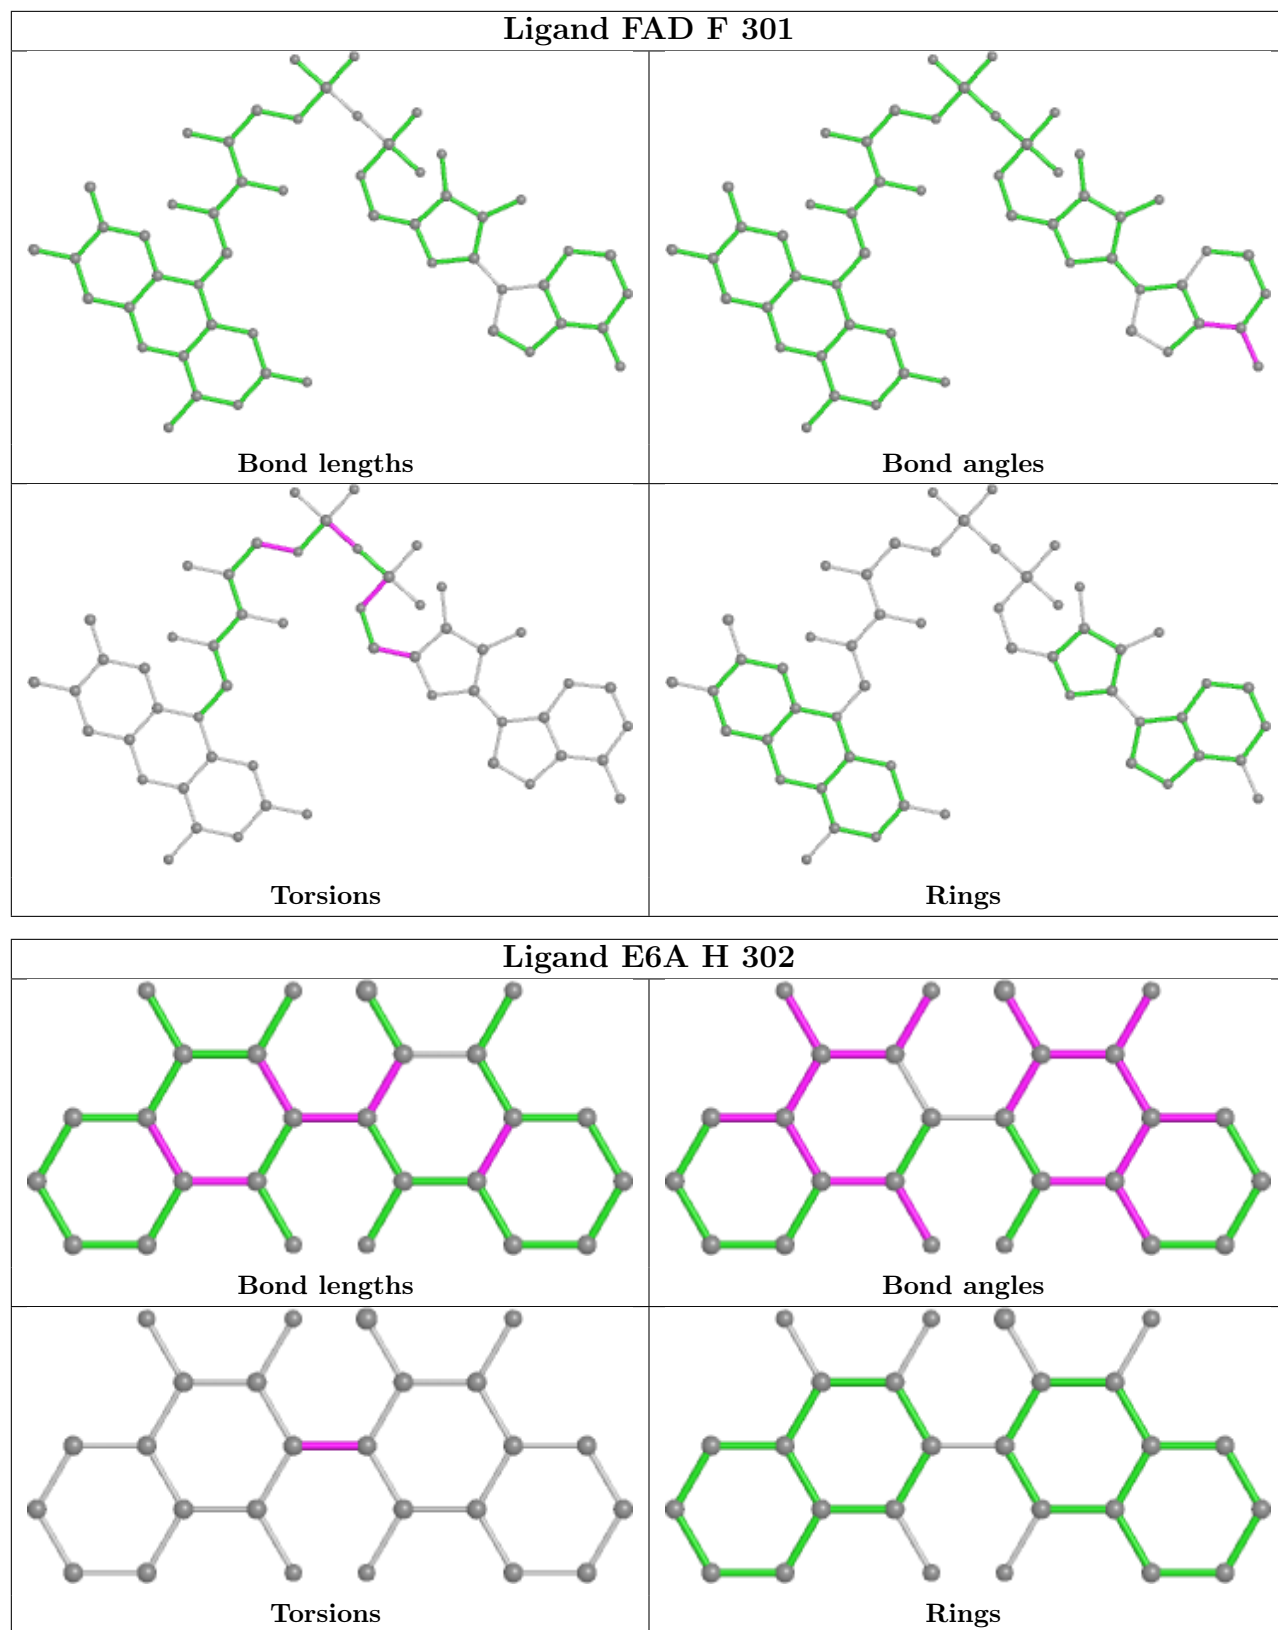 Ligand FAD F 301
Bond lengths
Bond angles
Torsions
Rings
Ligand E6A H 302
Bond lengths
Bond angles
Torsions
Rings